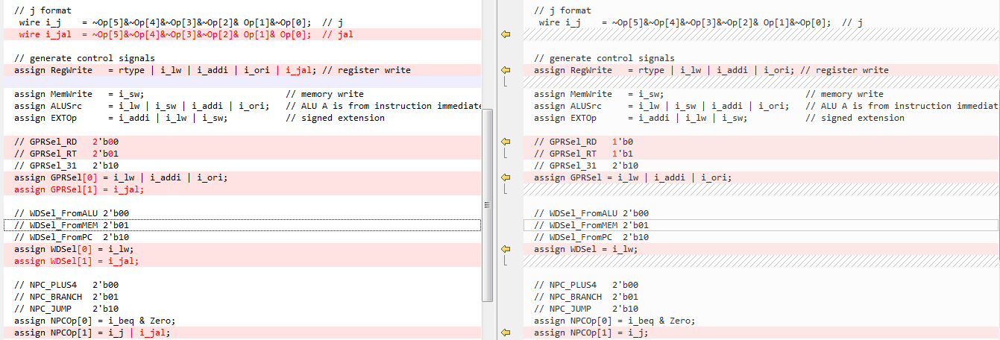 // j format
wire i_j    = ~Op[5]&~Op[4]&~Op[3]&~Op[2]& Op[1]&~Op[0];  // j
wire i_jal  = ~Op[5]&~Op[4]&~Op[3]&~Op[2]& Op[1]& Op[0];  // jal
// generate control signals
assign RegWrite   = rtype | i_lw | i_addi | i_ori | i_jal; // register write
assign MemWrite   = i_sw;                           // memory write
assign ALUSrc     = i_lw | i_sw | i_addi | i_ori;   // ALU A is from instruction immediate
assign EXTOp      = i_addi | i_lw | i_sw;           // signed extension
// GPRSel_RD   2'b00
// GPRSel_RT   2'b01
// GPRSel_31   2'b10
assign GPRSel[0] = i_lw | i_addi | i_ori;
assign GPRSel[1] = i_jal;
// WDSel_FromALU 2'b00
// WDSel_FromMEM 2'b01
// WDSel_FromPC  2'b10
assign WDSel[0] = i_lw;
assign WDSel[1] = i_jal;
// NPC_PLUS4   2'b00
// NPC_BRANCH  2'b01
// NPC_JUMP    2'b10
assign NPCOp[0] = i_beq & Zero;
assign NPCOp[1] = i_j | i_jal;
// j format
wire i_j    = ~Op[5]&~Op[4]&~Op[3]&~Op[2]& Op[1]&~Op[0];  // j
// generate control signals
assign RegWrite   = rtype | i_lw | i_addi | i_ori; // register write
assign MemWrite   = i_sw;                           // memory write
assign ALUSrc     = i_lw | i_sw | i_addi | i_ori;   // ALU A is from instruction immediat
assign EXTOp      = i_addi | i_lw | i_sw;           // signed extension
// GPRSel_RD   1'b0
// GPRSel_RT   1'b1
// GPRSel_31   2'b10
assign GPRSel = i_lw | i_addi | i_ori;
// WDSel_FromALU 2'b00
// WDSel_FromMEM 2'b01
// WDSel_FromPC  2'b10
assign WDSel = i_lw;
// NPC_PLUS4   2'b00
// NPC_BRANCH  2'b01
// NPC_JUMP    2'b10
assign NPCOp[0] = i_beq & Zero;
assign NPCOp[1] = i_j;